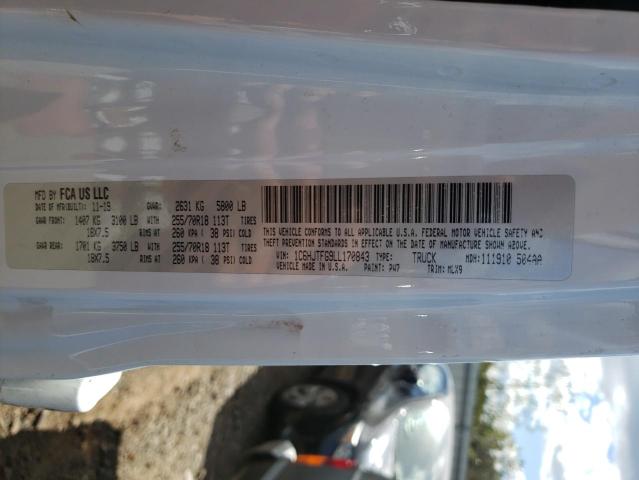 MFD BY FCA US LLC
DATE OF MFR/BUILT: 11-19 GVWR: 2631 KG 5800 LB
GAWR FRONT: 1407 KG 3100 LB WITH 255/70R18 113T TIRES
18X7.5 RIMS AT 260 KPA ( 38 PSI) COLD
GAWR REAR: 1701 KG 3750 LB WITH 255/70R18 113T TIRES
18X7.5 RIMS AT 260 KPA ( 38 PSI) COLD
THIS VEHICLE CONFORMS TO ALL APPLICABLE U.S.A. FEDERAL MOTOR VEHICLE SAFETY, BUMPER, AND
THEFT PREVENTION STANDARDS IN EFFECT ON THE DATE OF MANUFACTURE SHOWN ABOVE.
VIN: 1C6HJTFG9LL170843 TYPE: TRUCK MDH: 111910 504AA
VEHICLE MADE IN U.S.A. PAINT: PW7 TRIM: MLX9